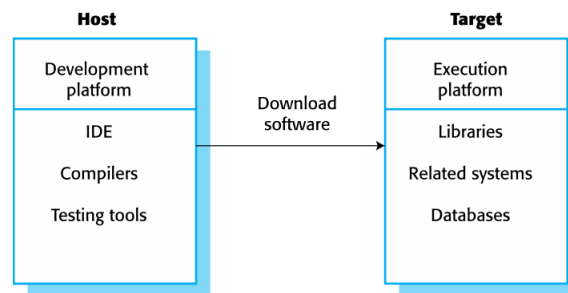 Host
Development
platform
IDE
Compilers
Testing tools
Download
software
Target
Execution
platform
Libraries
Related systems
Databases